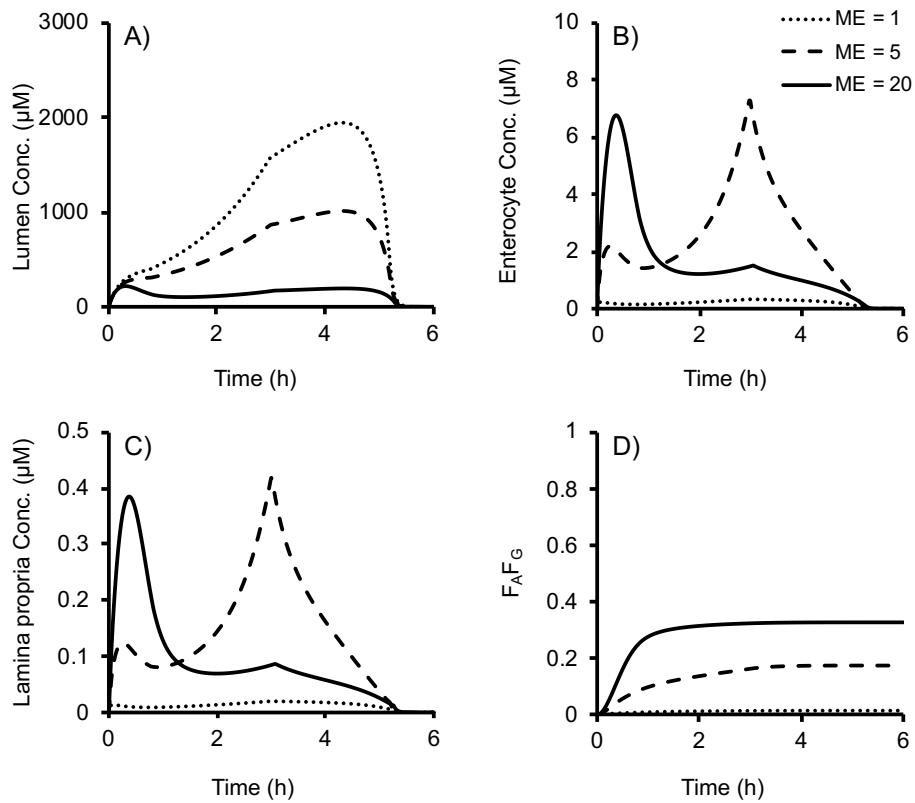 A)
Lumen Conc. (µM)
3000
2000
1000
0
0 2 4 6
Time (h)
B)
ME = 1
ME = 5
ME = 20
Enterocyte Conc. (µM)
10
8
6
4
2
0
0 2 4 6
Time (h)
C)
Lamina propria Conc. (µM)
0.5
0.4
0.3
0.2
0.1
0
0 2 4 6
Time (h)
D)
FAFG
1
0.8
0.6
0.4
0.2
0
0 2 4 6
Time (h)